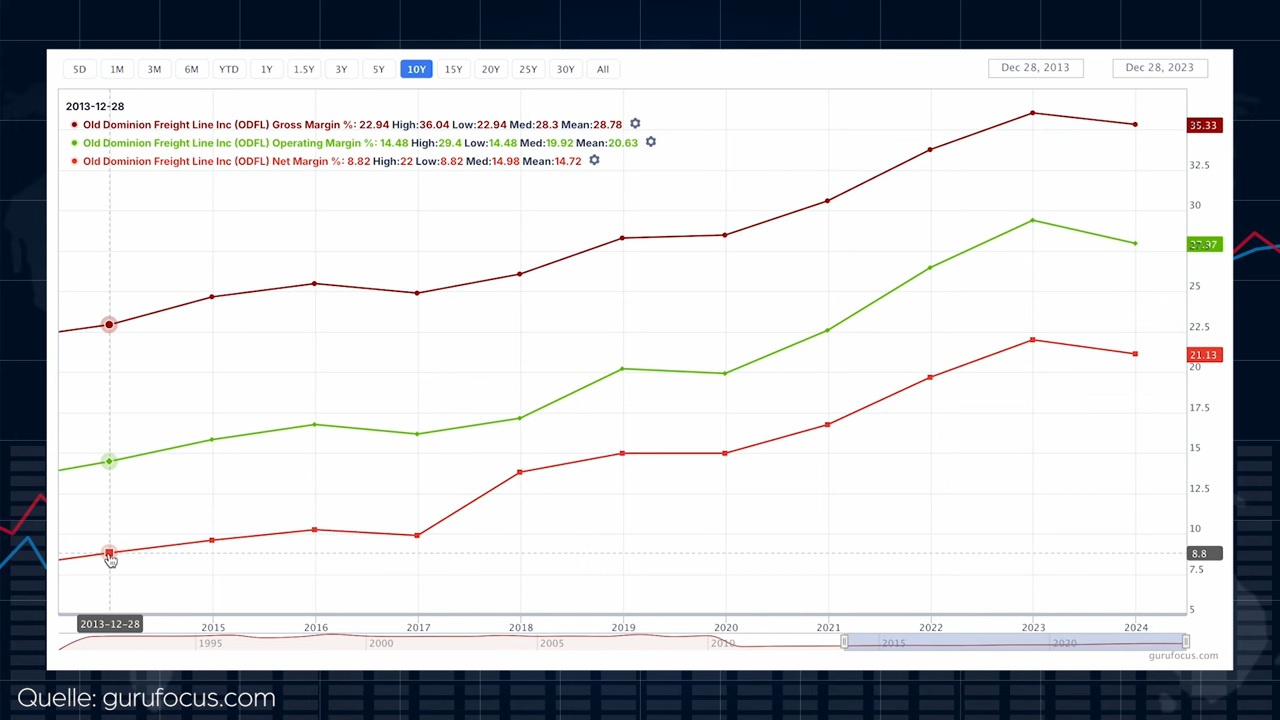 5D 1M 3M 6M YTD 1Y 1.5Y 3Y 5Y 10Y 15Y 20Y 25Y 30Y All Dec 28, 2013 Dec 28, 2023
2013-12-28
Old Dominion Freight Line Inc (ODFL) Gross Margin %: 22.94 High:36.04 Low:22.94 Med:28.3 Mean:28.78
Old Dominion Freight Line Inc (ODFL) Operating Margin %: 14.48 High:29.4 Low:14.48 Med:19.92 Mean:20.63
Old Dominion Freight Line Inc (ODFL) Net Margin %: 8.82 High:22 Low:8.82 Med:14.98 Mean:14.72
35.33
32.5
30
27.97
25
22.5
21.13
20
17.5
15
12.5
10
8.8
7.5
5
2013-12-28 2015 2016 2017 2018 2019 2020 2021 2022 2023 2024
1995 2000 2005 2010 2015 2020
gurufocus.com
Quelle: gurufocus.com